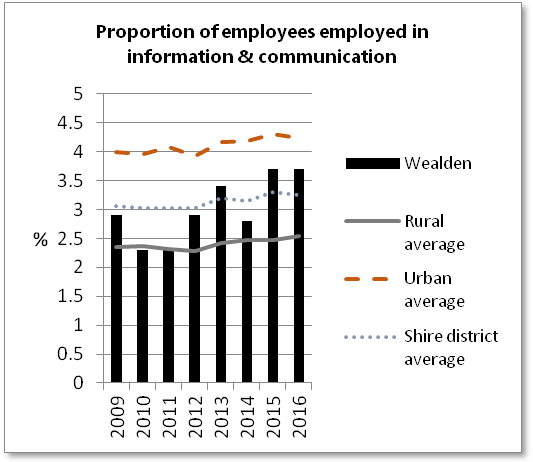 Proportion of employees employed in
information & communication
5
4.5
4
3.5
3
2.5
2
1.5
1
0.5
0
%
2009
2010
2011
2012
2013
2014
2015
2016
Wealden
Rural
average
Urban
average
Shire district
average